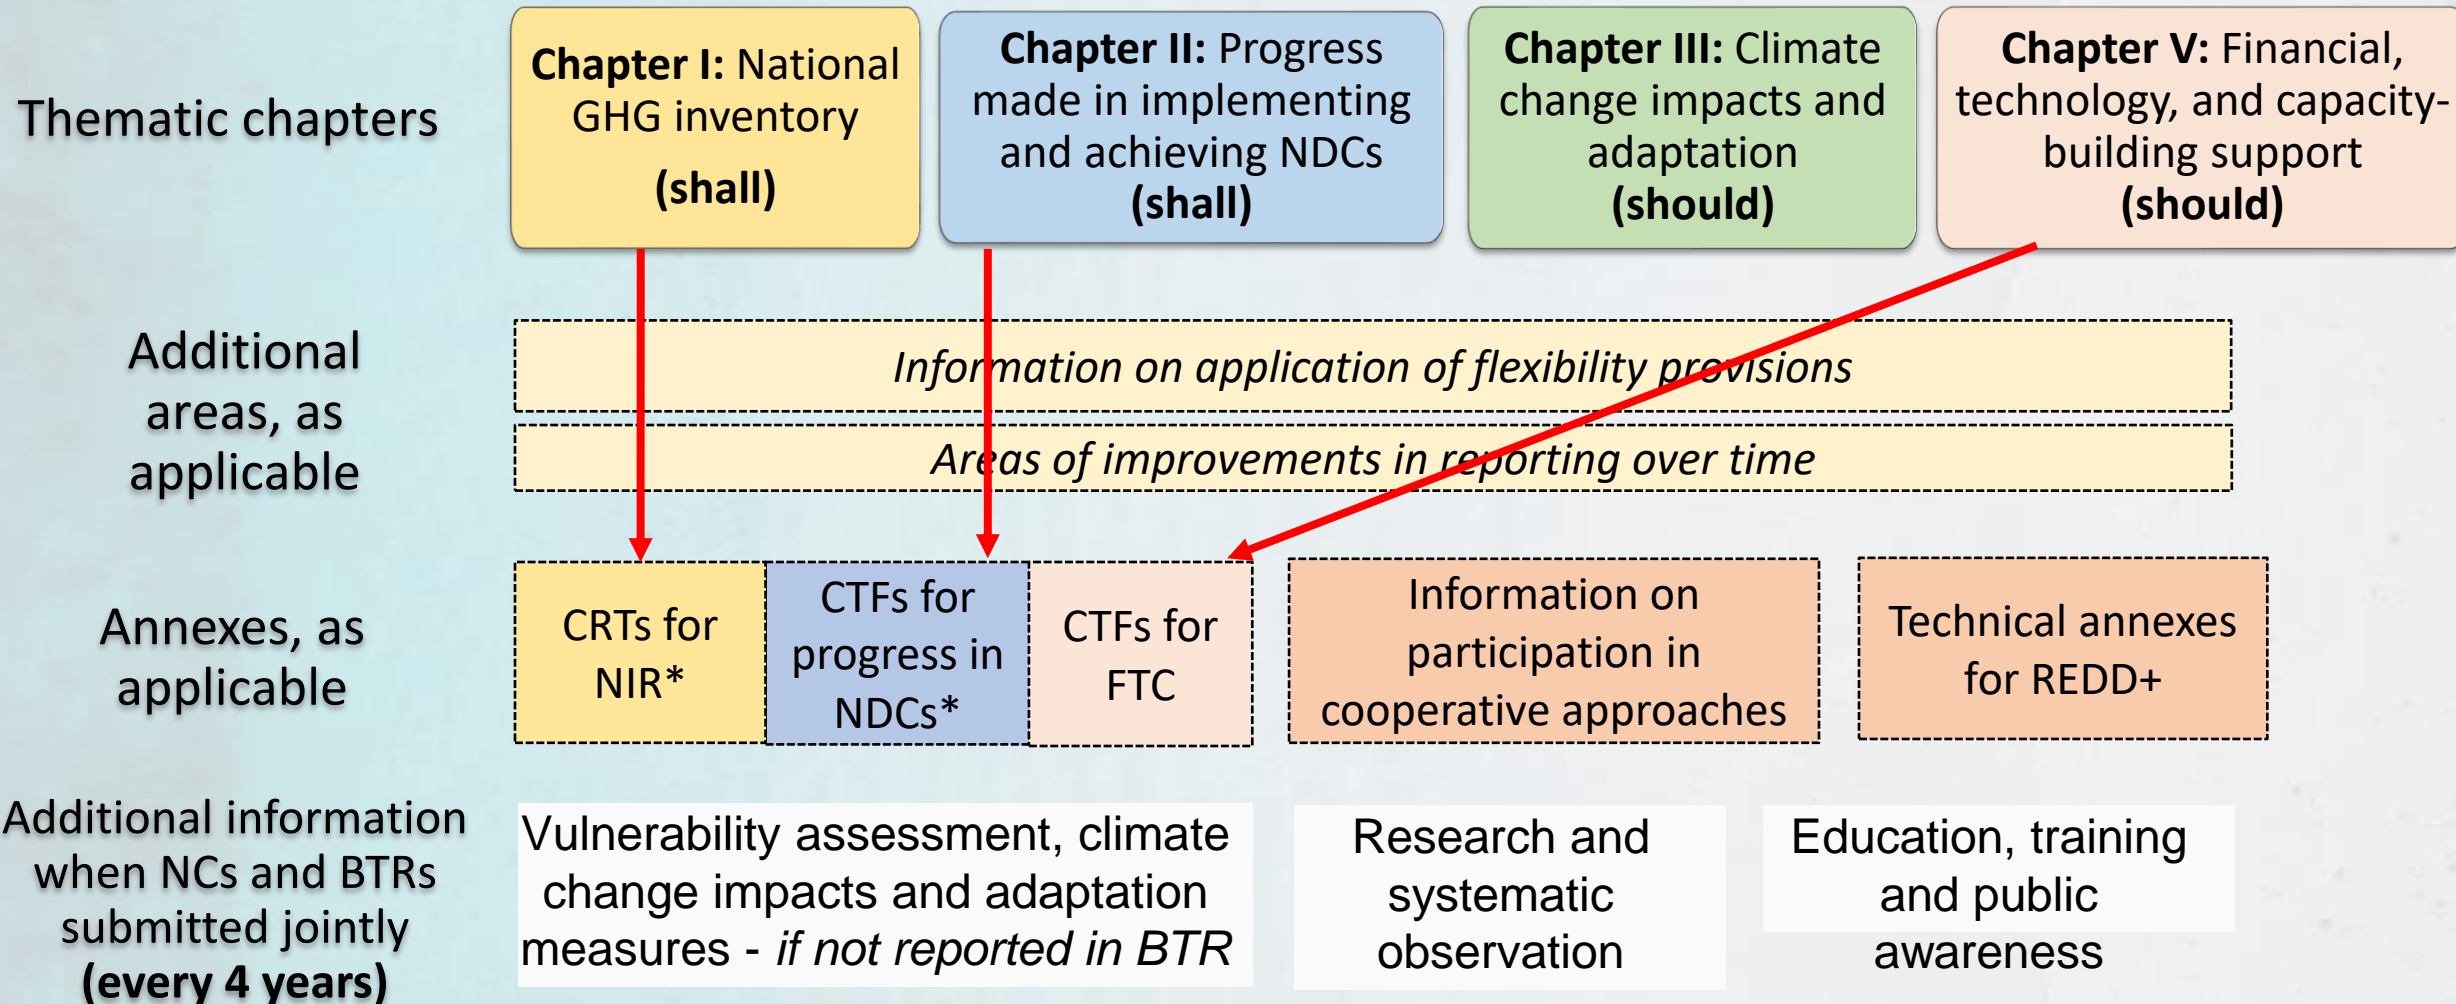 Thematic chapters
Chapter I: National
GHG inventory
(shall)
Chapter II: Progress
made in implementing
and achieving NDCs
(shall)
Chapter III: Climate
change impacts and
adaptation
(should)
Chapter V: Financial,
technology, and capacity-
building support
(should)
Additional
areas, as
applicable
Information on application of flexibility provisions
Areas of improvements in reporting over time
Annexes, as
applicable
CRTs for
NIR*
CTFs for
progress in
NDCs*
CTFs for
FTC
Information on
participation in
cooperative approaches
Technical annexes
for REDD+
Additional information
when NCs and BTRs
submitted jointly
(every 4 years)
Vulnerability assessment, climate
change impacts and adaptation
measures - if not reported in BTR
Research and
systematic
observation
Education, training
and public
awareness